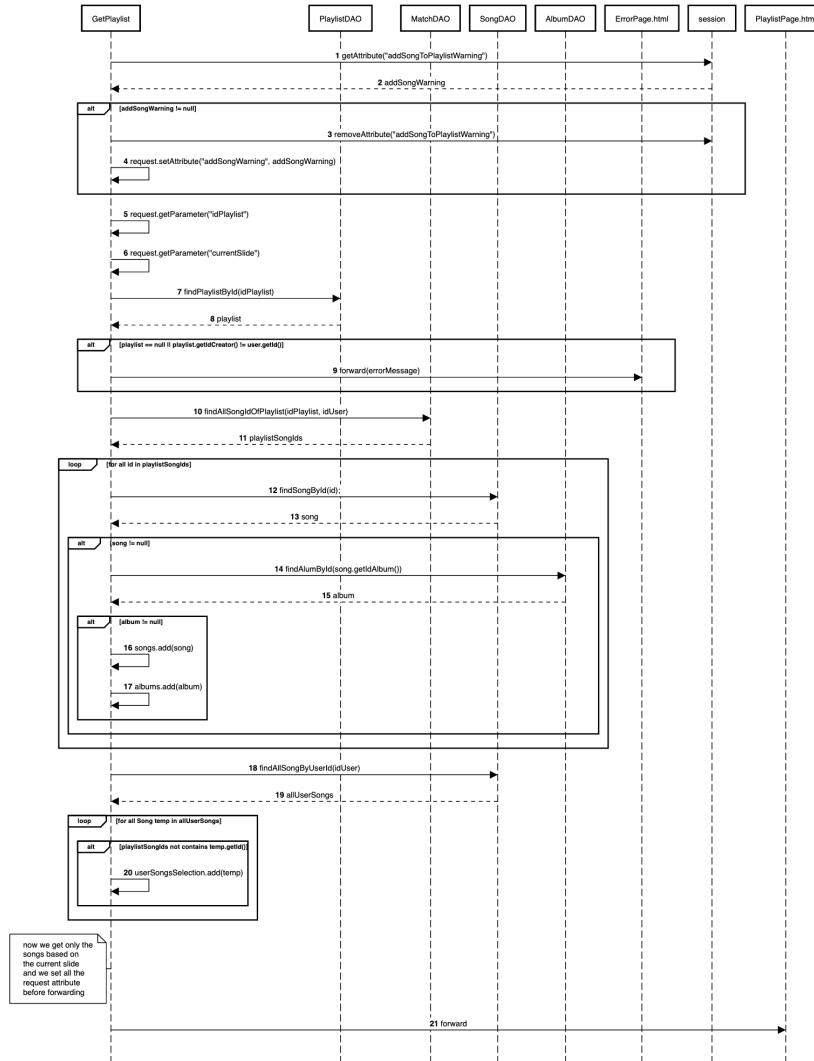 GetPlaylist PlaylistDAO MatchDAO SongDAO AlbumDAO ErrorPage.html session PlaylistPage.htm
1 getAttribute("addSongToPlaylistWarning")
2 addSongWarning
alt [addSongWarning != null]
3 removeAttribute("addSongToPlaylistWarning")
4 request.setAttribute("addSongWarning", addSongWarning)
5 request.getParameter("idPlaylist")
6 request.getParameter("currentSlide")
7 findPlaylistById(idPlaylist)
8 playlist
alt [playlist == null || playlist.getIdCreator() != user.getId()]
9 forward(errorMessage)
10 findAllSongIdOfPlaylist(idPlaylist, idUser)
11 playlistSongIds
loop [for all id in playlistSongIds]
12 findSongById(id);
13 song
alt [song != null]
14 findAlumById(song.getIdAlbum())
15 album
alt [album != null]
16 songs.add(song)
17 albums.add(album)
18 findAllSongByUserId(idUser)
19 allUserSongs
loop [for all Song temp in allUserSongs]
alt [playlistSongIds not contains temp.getId()]
20 userSongsSelection.add(temp)
now we get only the
songs based on
the current slide
and we set all the
request attribute
before forwarding
21 forward